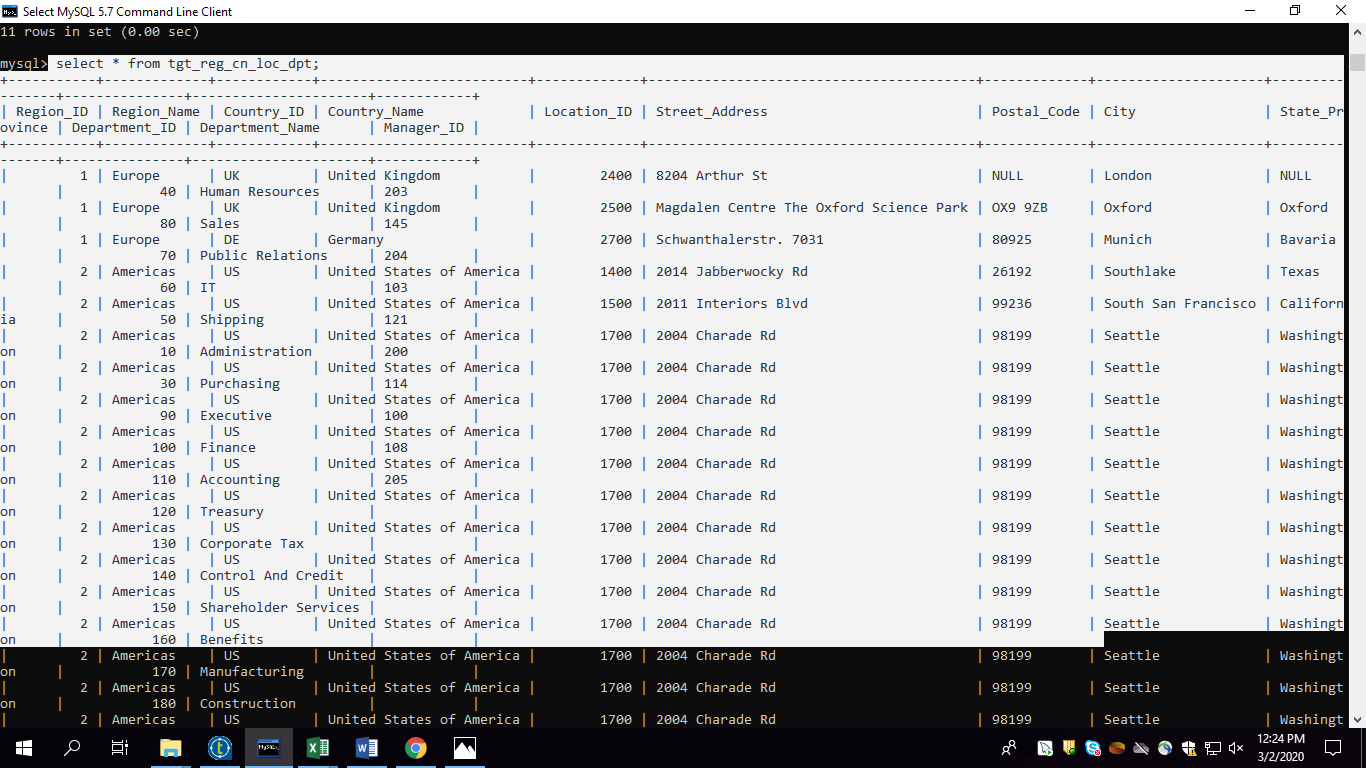 Select MySQL 5.7 Command Line Client
11 rows in set (0.00 sec)
mysql> select * from tgt_reg_cn_loc_dpt;
+-----------+-------------+------------+--------------------------+-------------+----------------------------------------+-------------+---------------------+---------
-------+---------------+----------------------+------------+
| Region_ID | Region_Name | Country_ID | Country_Name             | Location_ID | Street_Address                         | Postal_Code | City                | State_Pr
ovince | Department_ID | Department_Name      | Manager_ID |
+-----------+-------------+------------+--------------------------+-------------+----------------------------------------+-------------+---------------------+---------
-------+---------------+----------------------+------------+
|         1 | Europe      | UK         | United Kingdom           |        2400 | 8204 Arthur St                         | NULL        | London              | NULL
       |            40 | Human Resources      | 203        |
|         1 | Europe      | UK         | United Kingdom           |        2500 | Magdalen Centre The Oxford Science Park | OX9 9ZB     | Oxford              | Oxford
       |            80 | Sales                | 145        |
|         1 | Europe      | DE         | Germany                  |        2700 | Schwanthalerstr. 7031                  | 80925       | Munich              | Bavaria
       |            70 | Public Relations     | 204        |
|         2 | Americas    | US         | United States of America |        1400 | 2014 Jabberwocky Rd                    | 26192       | Southlake           | Texas
       |            60 | IT                   | 103        |
|         2 | Americas    | US         | United States of America |        1500 | 2011 Interiors Blvd                    | 99236       | South San Francisco | Californ
ia     |            50 | Shipping             | 121        |
|         2 | Americas    | US         | United States of America |        1700 | 2004 Charade Rd                        | 98199       | Seattle             | Washingt
on     |            10 | Administration       | 200        |
|         2 | Americas    | US         | United States of America |        1700 | 2004 Charade Rd                        | 98199       | Seattle             | Washingt
on     |            30 | Purchasing           | 114        |
|         2 | Americas    | US         | United States of America |        1700 | 2004 Charade Rd                        | 98199       | Seattle             | Washingt
on     |            90 | Executive            | 100        |
|         2 | Americas    | US         | United States of America |        1700 | 2004 Charade Rd                        | 98199       | Seattle             | Washingt
on     |           100 | Finance              | 108        |
|         2 | Americas    | US         | United States of America |        1700 | 2004 Charade Rd                        | 98199       | Seattle             | Washingt
on     |           110 | Accounting           | 205        |
|         2 | Americas    | US         | United States of America |        1700 | 2004 Charade Rd                        | 98199       | Seattle             | Washingt
on     |           120 | Treasury             |            |
|         2 | Americas    | US         | United States of America |        1700 | 2004 Charade Rd                        | 98199       | Seattle             | Washingt
on     |           130 | Corporate Tax        |            |
|         2 | Americas    | US         | United States of America |        1700 | 2004 Charade Rd                        | 98199       | Seattle             | Washingt
on     |           140 | Control And Credit   |            |
|         2 | Americas    | US         | United States of America |        1700 | 2004 Charade Rd                        | 98199       | Seattle             | Washingt
on     |           150 | Shareholder Services |            |
|         2 | Americas    | US         | United States of America |        1700 | 2004 Charade Rd                        | 98199       | Seattle             | Washingt
on     |           160 | Benefits             |            |
|         2 | Americas    | US         | United States of America |        1700 | 2004 Charade Rd                        | 98199       | Seattle             | Washingt
on     |           170 | Manufacturing        |            |
|         2 | Americas    | US         | United States of America |        1700 | 2004 Charade Rd                        | 98199       | Seattle             | Washingt
on     |           180 | Construction         |            |
|         2 | Americas    | US         | United States of America |        1700 | 2004 Charade Rd                        | 98199       | Seattle             | Washingt
12:24 PM
3/2/2020